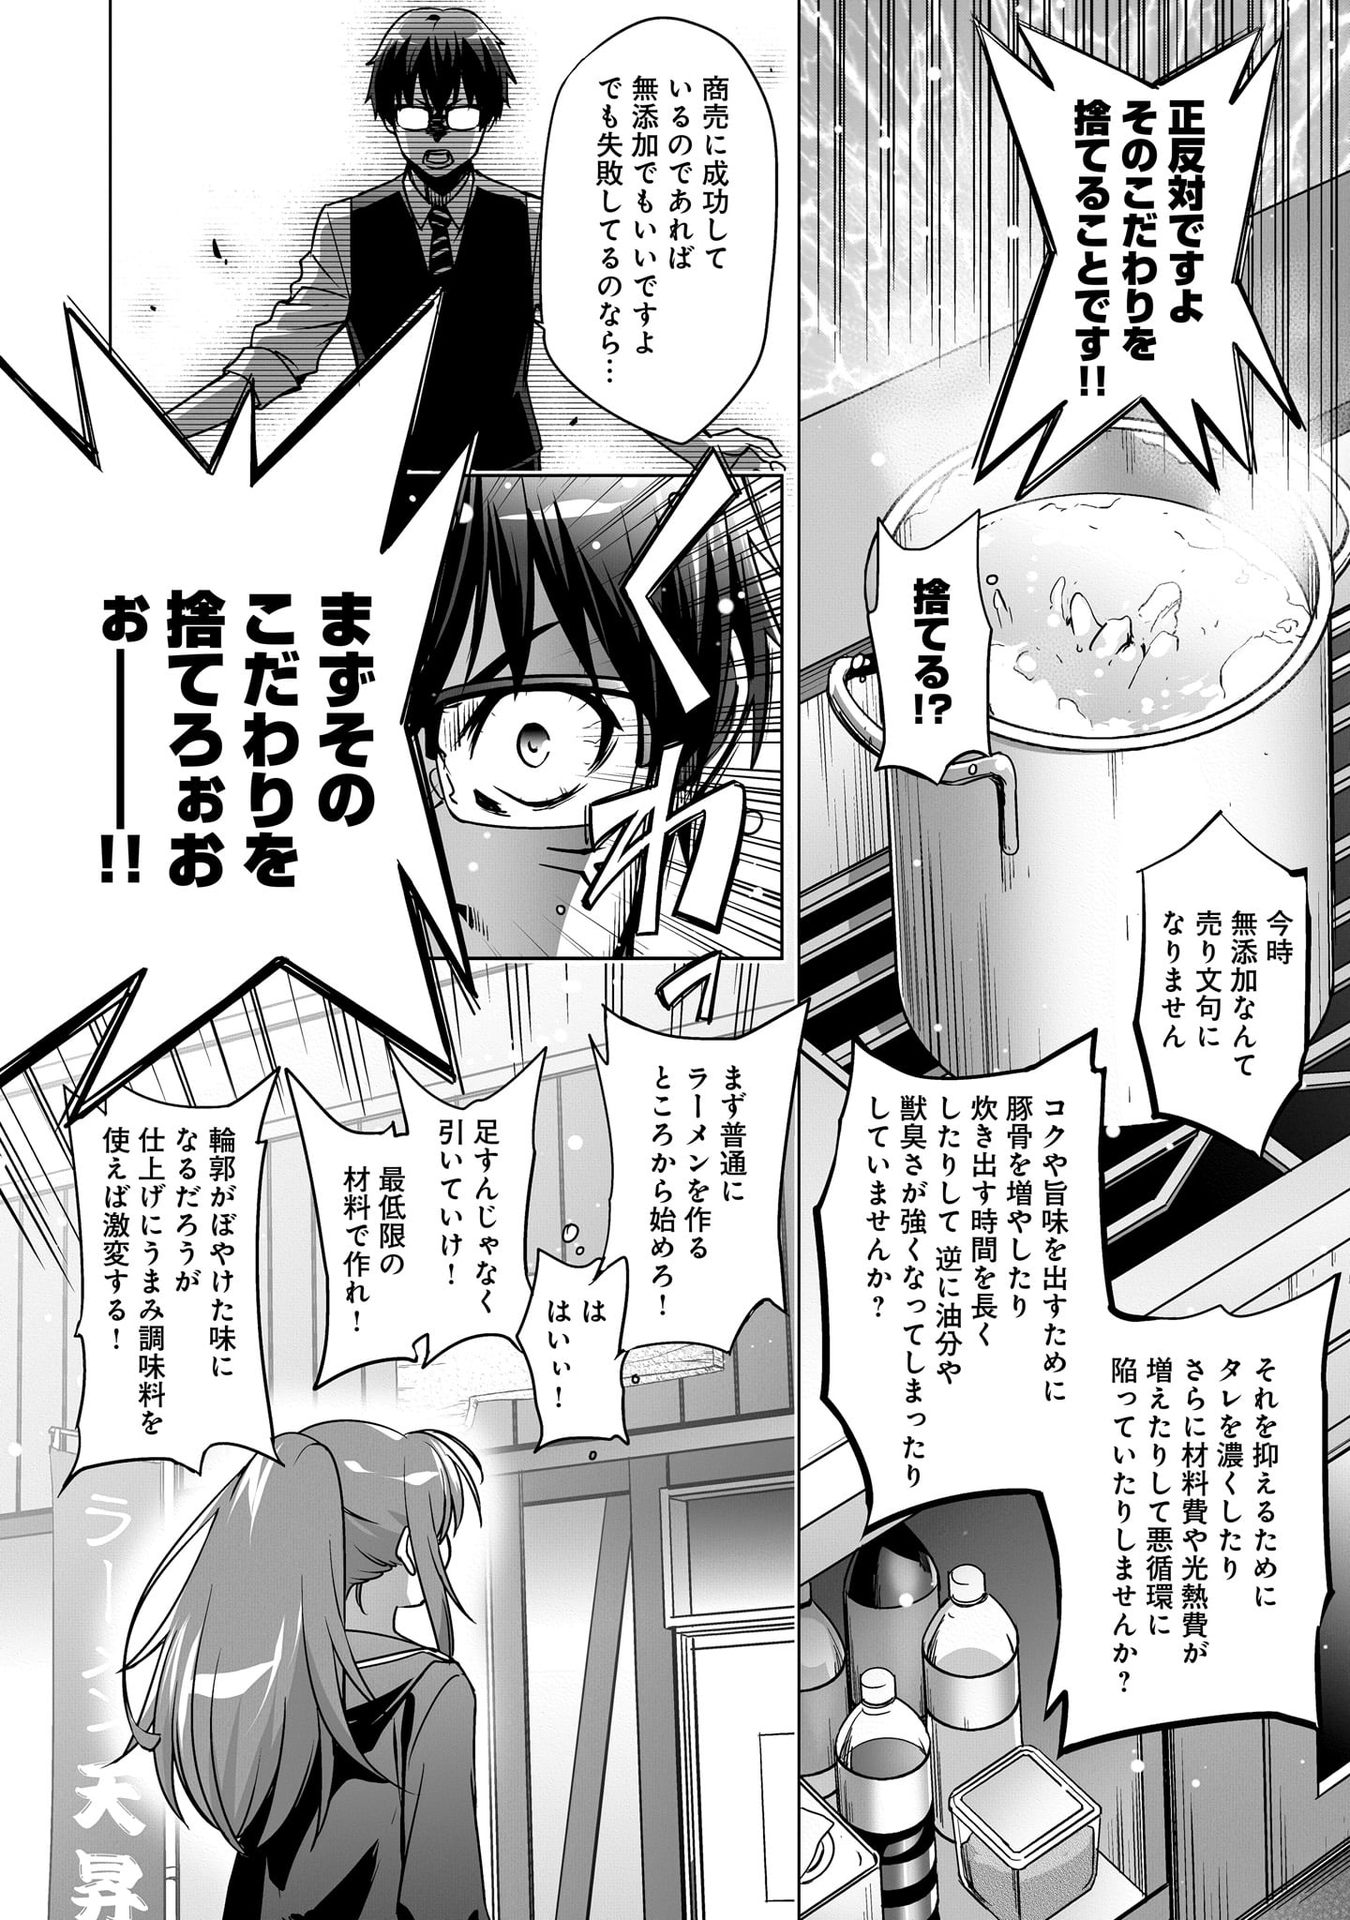 正反対ですよ
そのこだわりを
捨てることです!!
捨てる!?
今時
無添加なんて
売り文句に
なりません
コクや旨味を出すために
豚骨を増やしたり
炊き出す時間を長く
したりして 逆に油分や
獣臭さが強くなってしまったり
していませんか?
それを抑えるために
タレを濃くしたり
さらに材料費や光熱費が
増えたりして悪循環に
陥っていたりしませんか?
商売に成功して
いるのであれば
無添加でもいいですよ
でも失敗してるのなら…
くわっ
まずその
こだわりを
捨てろぉお
ぉーー!!
まず普通に
ラーメンを作る
ところから始めろ!
は
はいぃ!
足すんじゃなく
引いていけ!
最低限の
材料で作れ!
輪郭がぼやけた味に
なるだろうが
仕上げにうまみ調味料を
使えば激変する!
ラーメン天昇